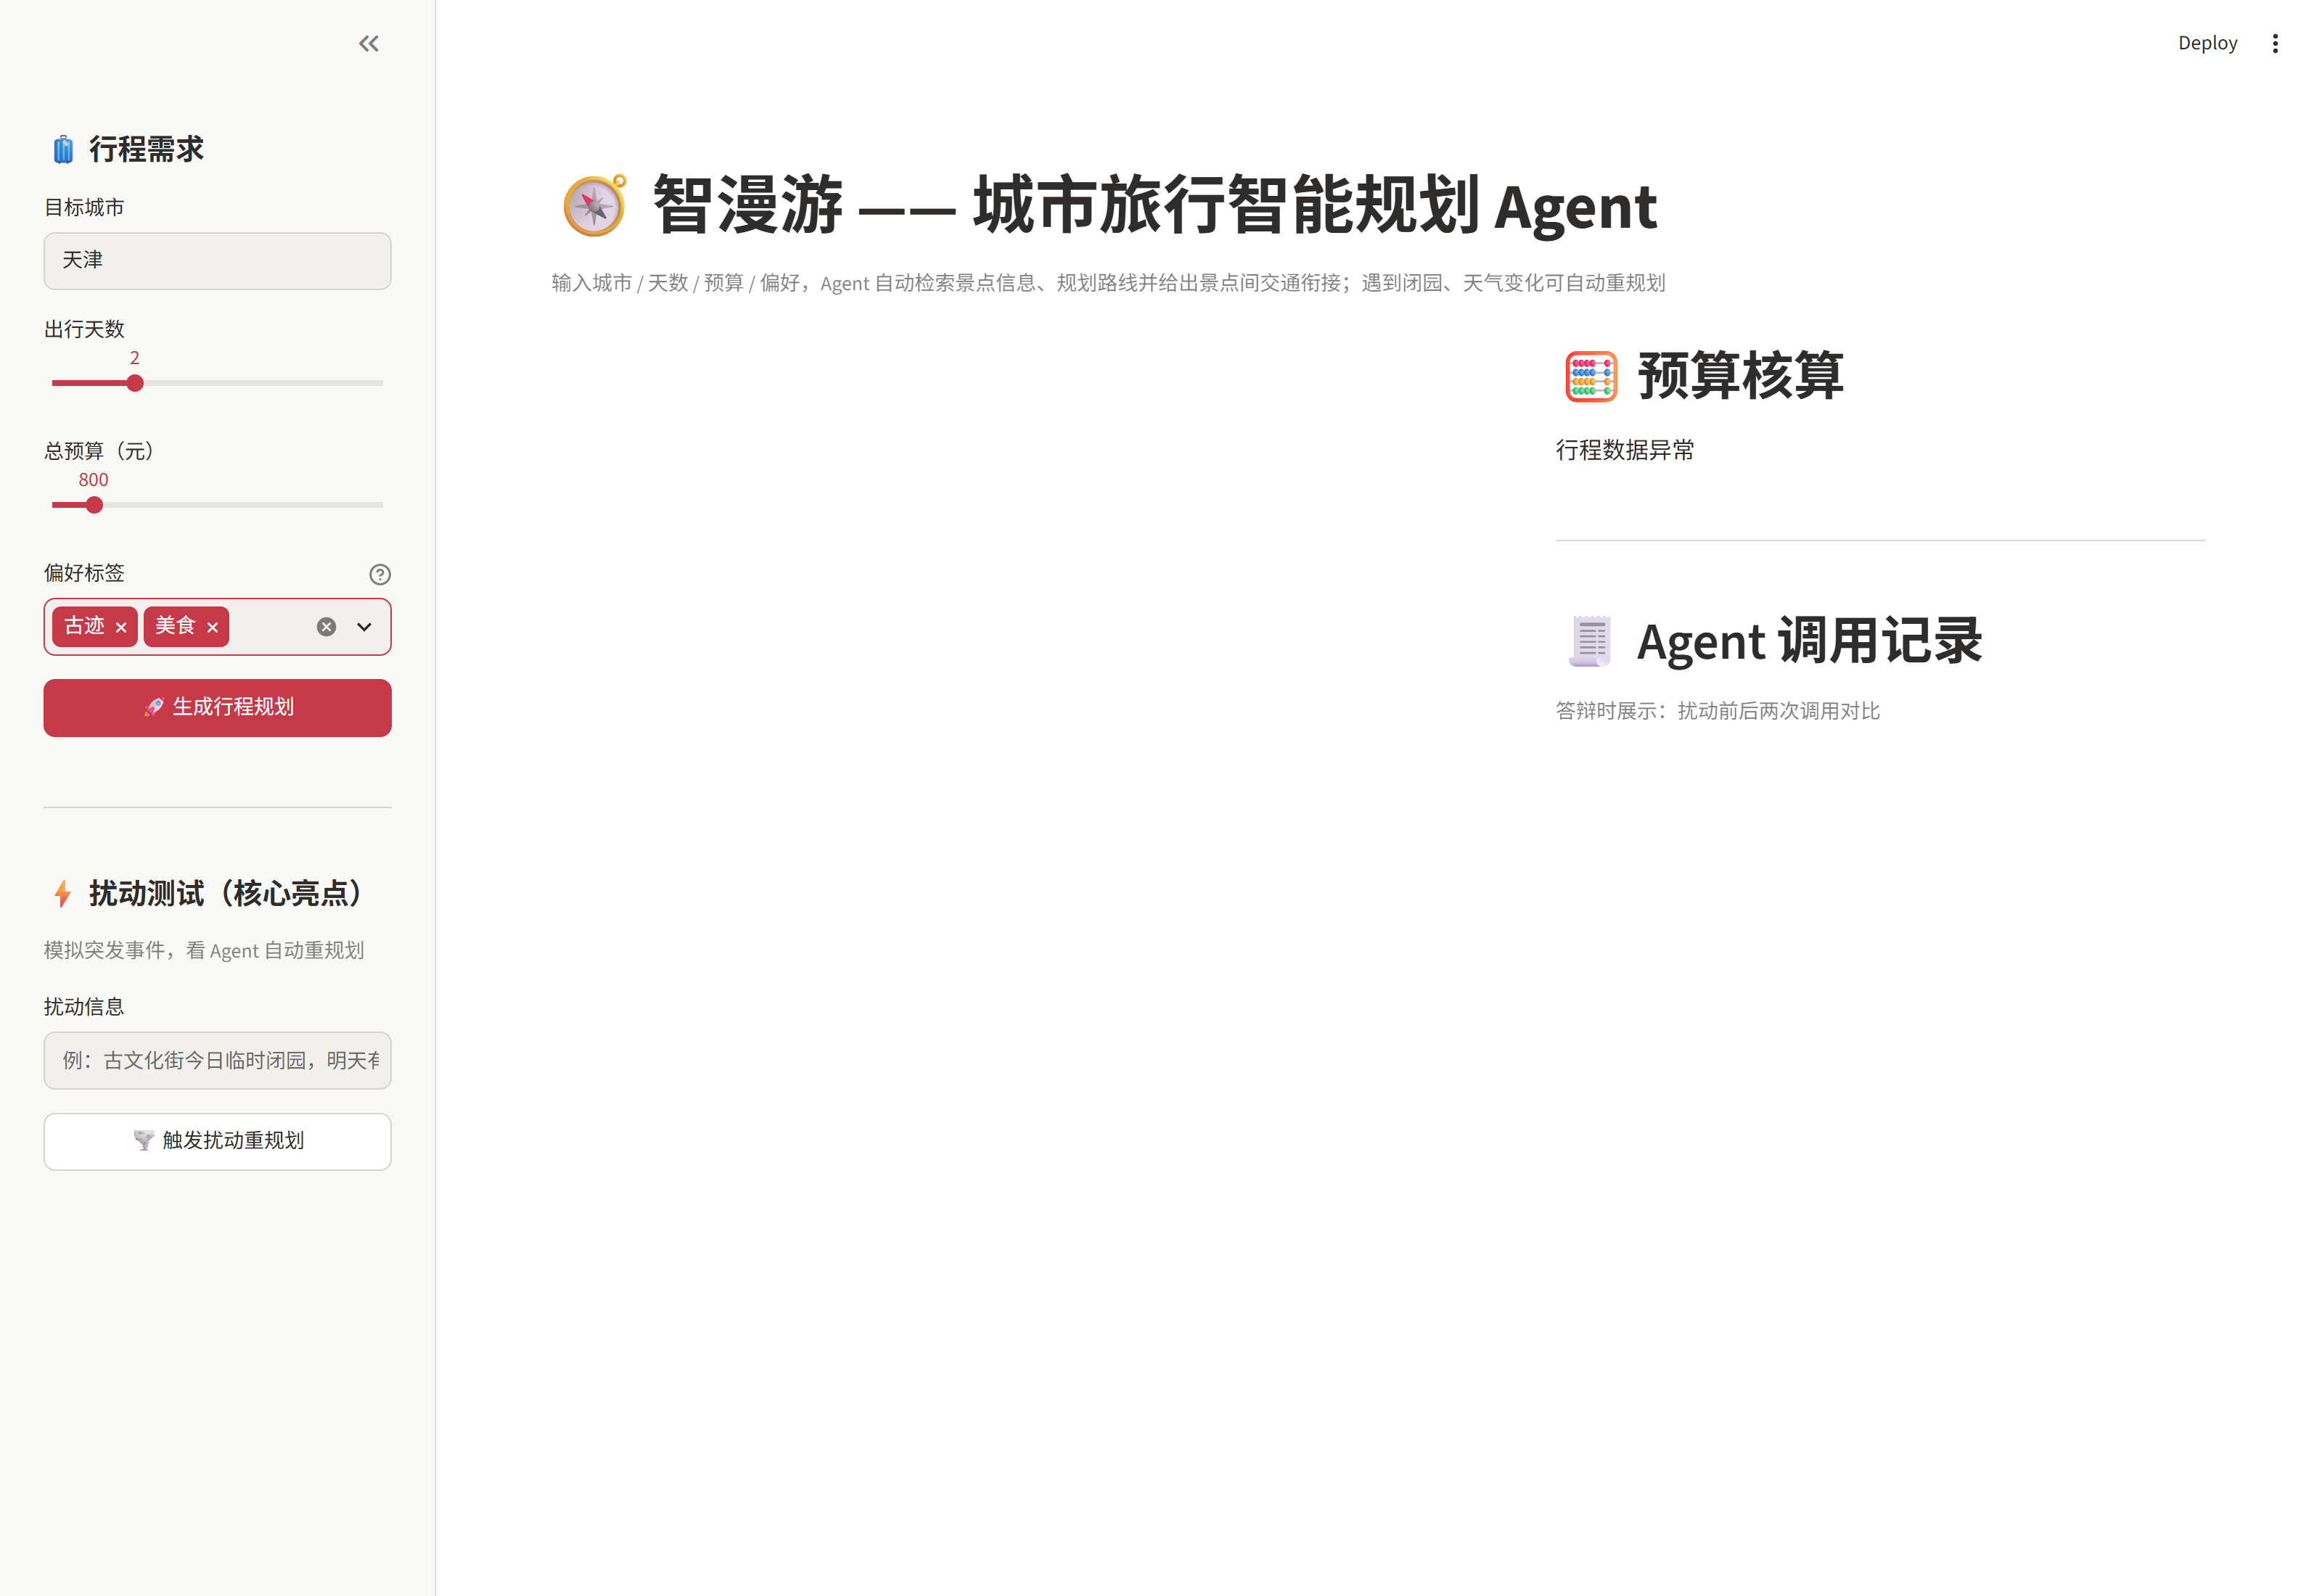 Deploy
行程需求
目标城市
天津
出行天数
2
总预算（元）
800
偏好标签
古迹
美食
生成行程规划
扰动测试（核心亮点）
模拟突发事件，看 Agent 自动重规划
扰动信息
例：古文化街今日临时闭园，明天有
触发扰动重规划
智漫游 —— 城市旅行智能规划 Agent
输入城市 / 天数 / 预算 / 偏好，Agent 自动检索景点信息、规划路线并给出景点间交通衔接；遇到闭园、天气变化可自动重规划
预算核算
行程数据异常
Agent 调用记录
答辩时展示：扰动前后两次调用对比